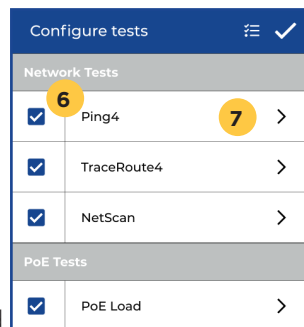 Configure tests
Network Tests
6
Ping4
7
TraceRoute4
NetScan
PoE Tests
PoE Load